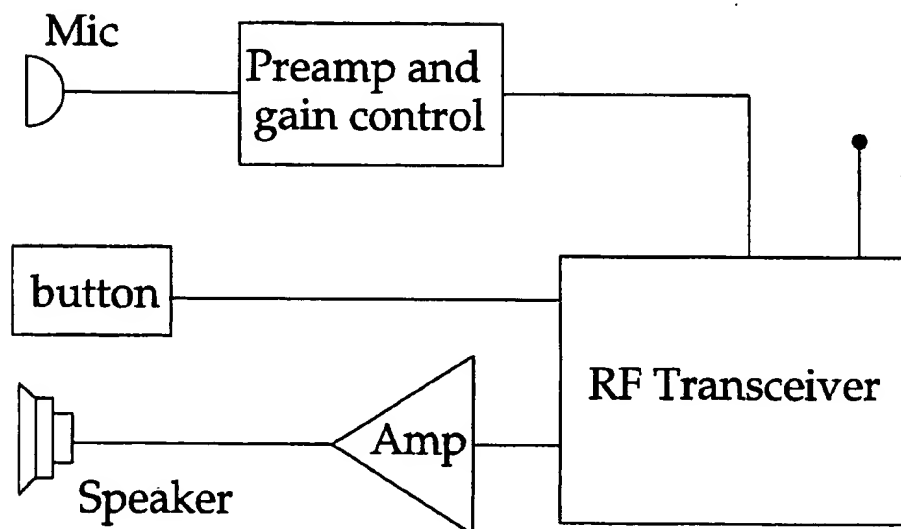 Mic
Preamp and
gain control
button
RF Transceiver
Amp
Speaker